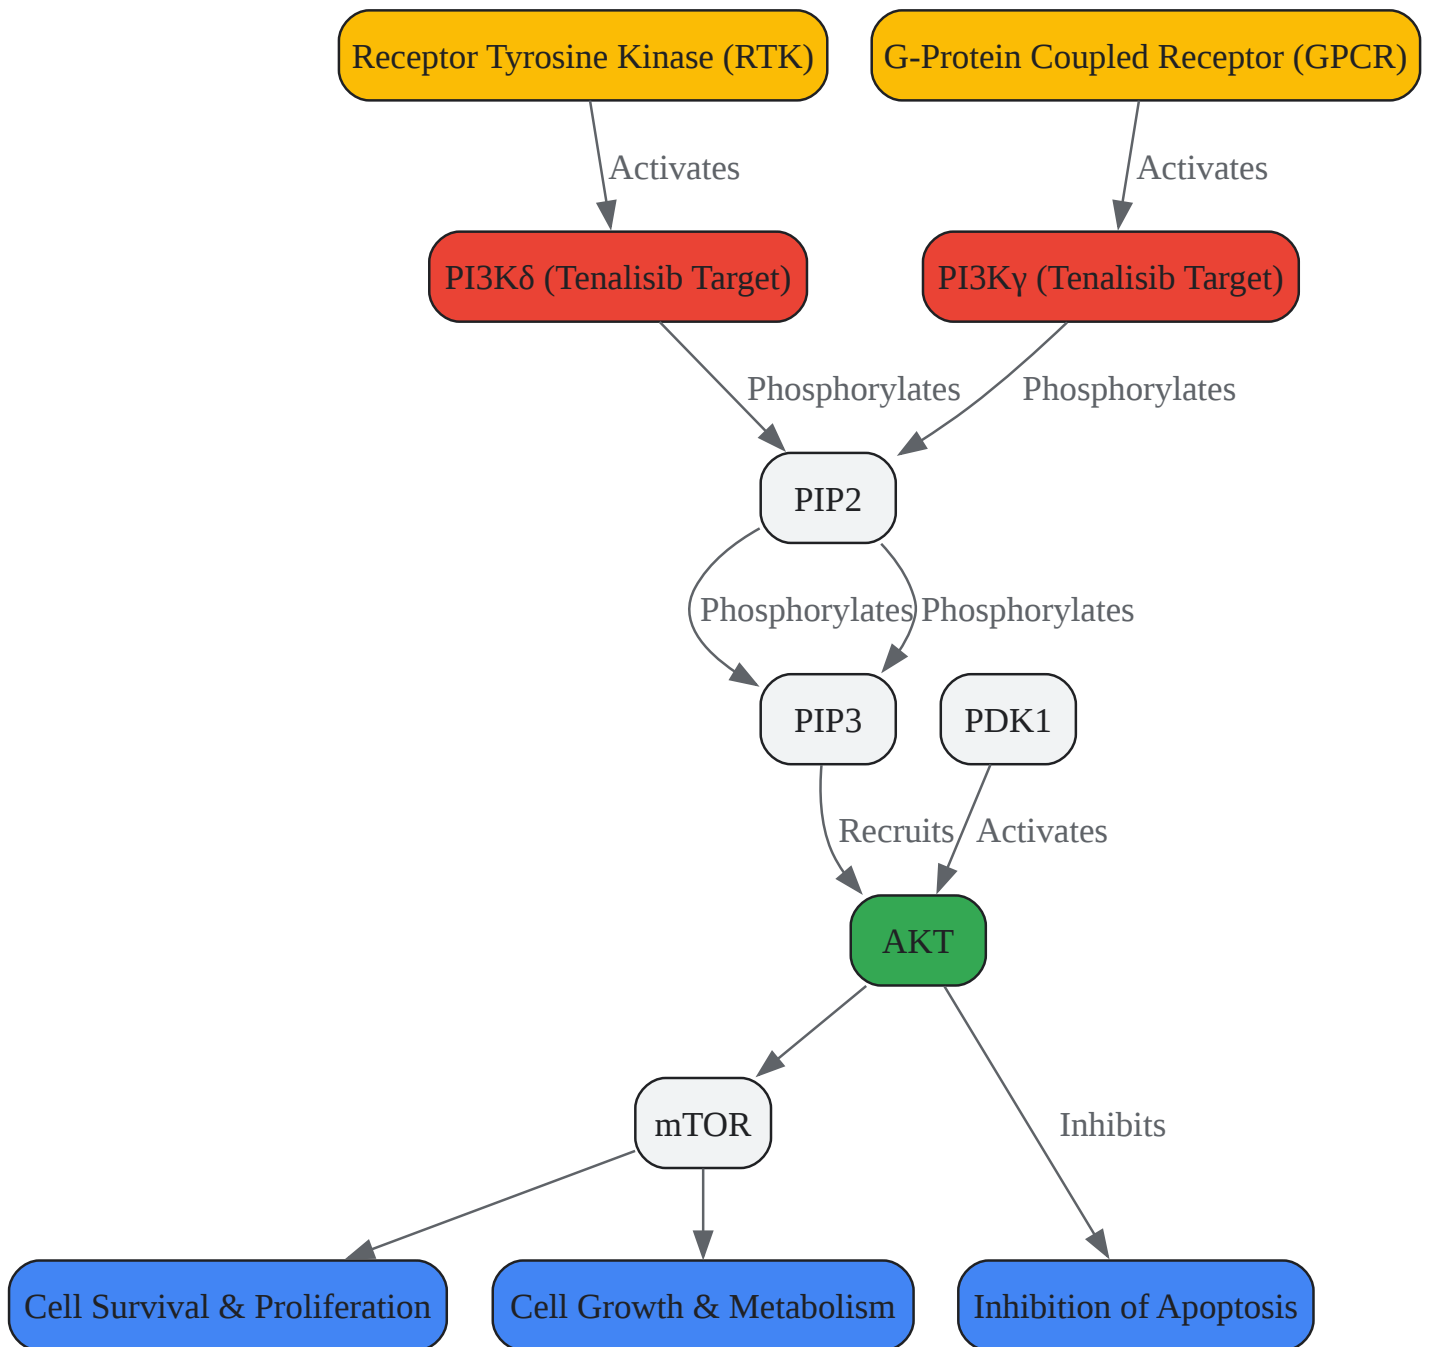 Receptor Tyrosine Kinase (RTK)
G-Protein Coupled Receptor (GPCR)
Activates
Activates
PI3Kδ (Tenalisib Target)
PI3Kγ (Tenalisib Target)
Phosphorylates
Phosphorylates
PIP2
Phosphorylates
Phosphorylates
PIP3
PDK1
Recruits
Activates
AKT
mTOR
Inhibits
Cell Survival & Proliferation
Cell Growth & Metabolism
Inhibition of Apoptosis